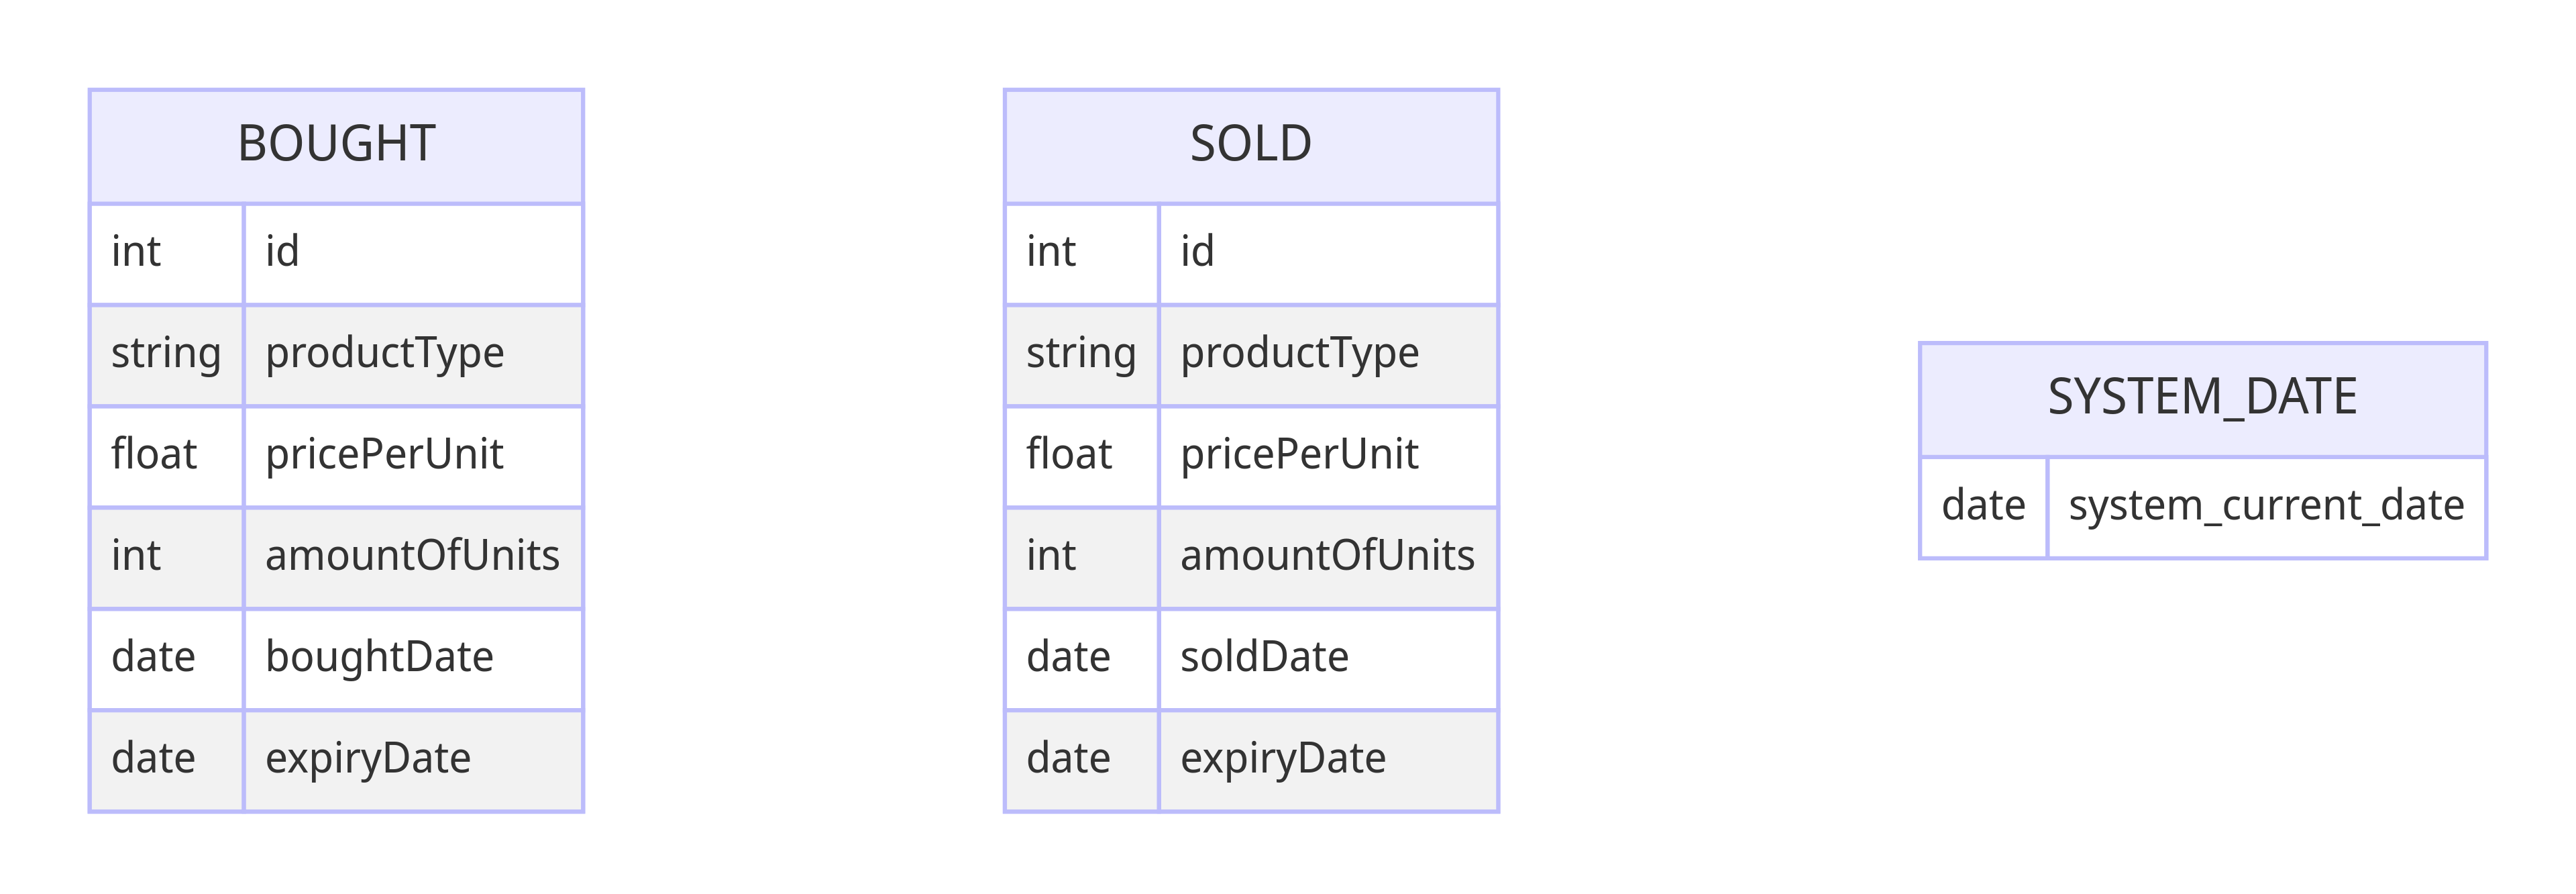 BOUGHT
int id
string productType
float pricePerUnit
int amountOfUnits
date boughtDate
date expiryDate
SOLD
int id
string productType
float pricePerUnit
int amountOfUnits
date soldDate
date expiryDate
SYSTEM_DATE
date system_current_date